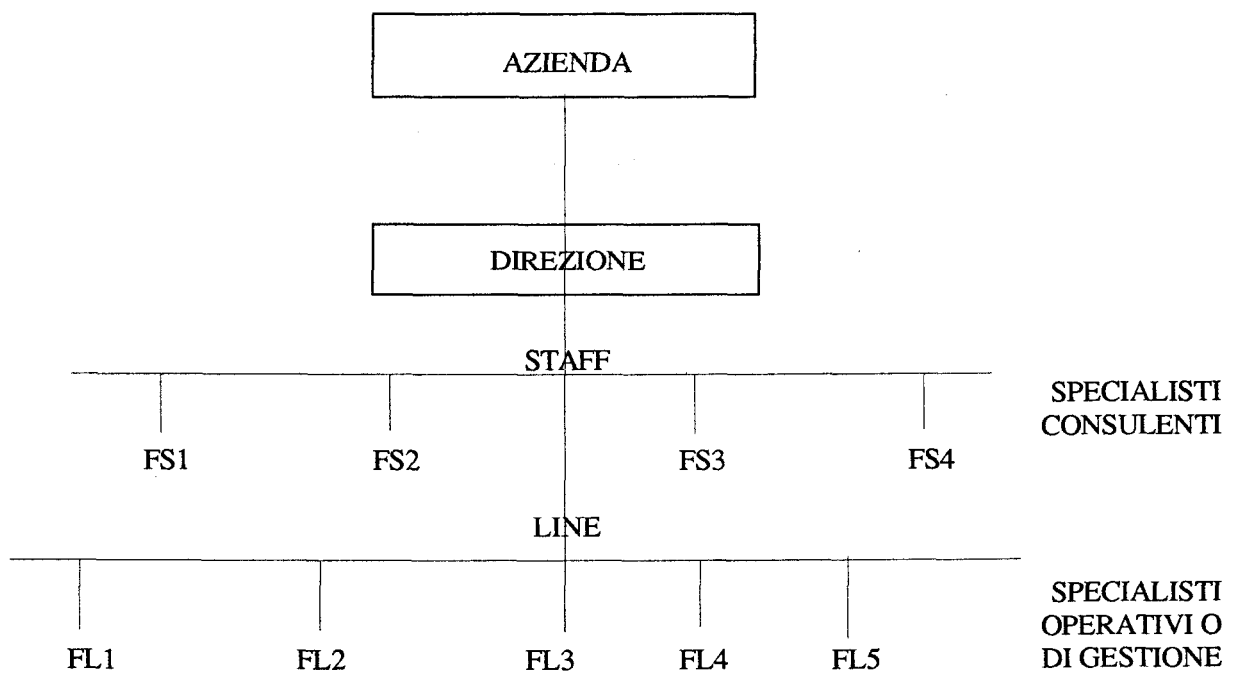 AZIENDA
DIREZIONE
STAFF
SPECIALISTI
CONSULENTI
FS1 FS2 FS3 FS4
LINE
SPECIALISTI
OPERATIVI O
DI GESTIONE
FL1 FL2 FL3 FL4 FL5